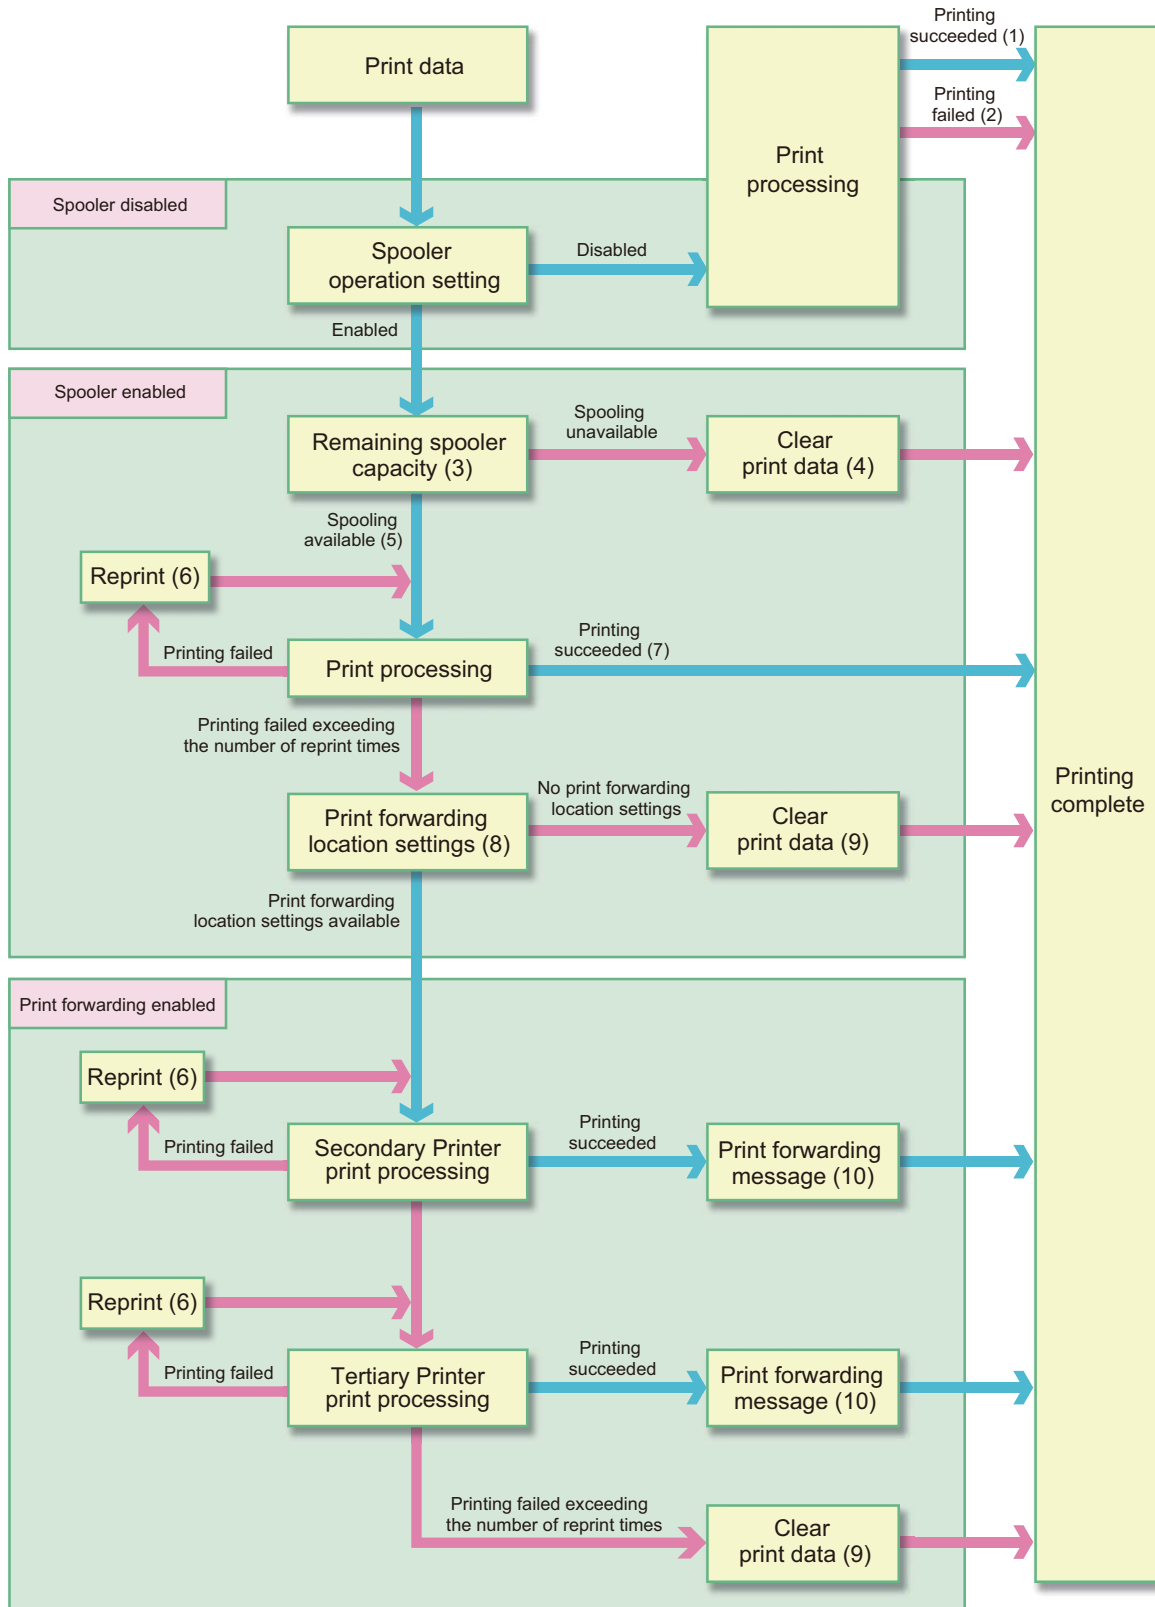 Print data
Printing
succeeded (1)
Printing
failed (2)
Print
processing
Spooler disabled
Spooler
operation setting
Disabled
Enabled
Spooler enabled
Remaining spooler
capacity (3)
Spooling
unavailable
Clear
print data (4)
Spooling
available (5)
Reprint (6)
Printing failed
Print processing
Printing
succeeded (7)
Printing failed exceeding
the number of reprint times
Print forwarding
location settings (8)
No print forwarding
location settings
Clear
print data (9)
Printing
complete
Print forwarding
location settings available
Print forwarding enabled
Reprint (6)
Printing failed
Secondary Printer
print processing
Printing
succeeded
Print forwarding
message (10)
Reprint (6)
Printing failed
Tertiary Printer
print processing
Printing
succeeded
Print forwarding
message (10)
Printing failed exceeding
the number of reprint times
Clear
print data (9)